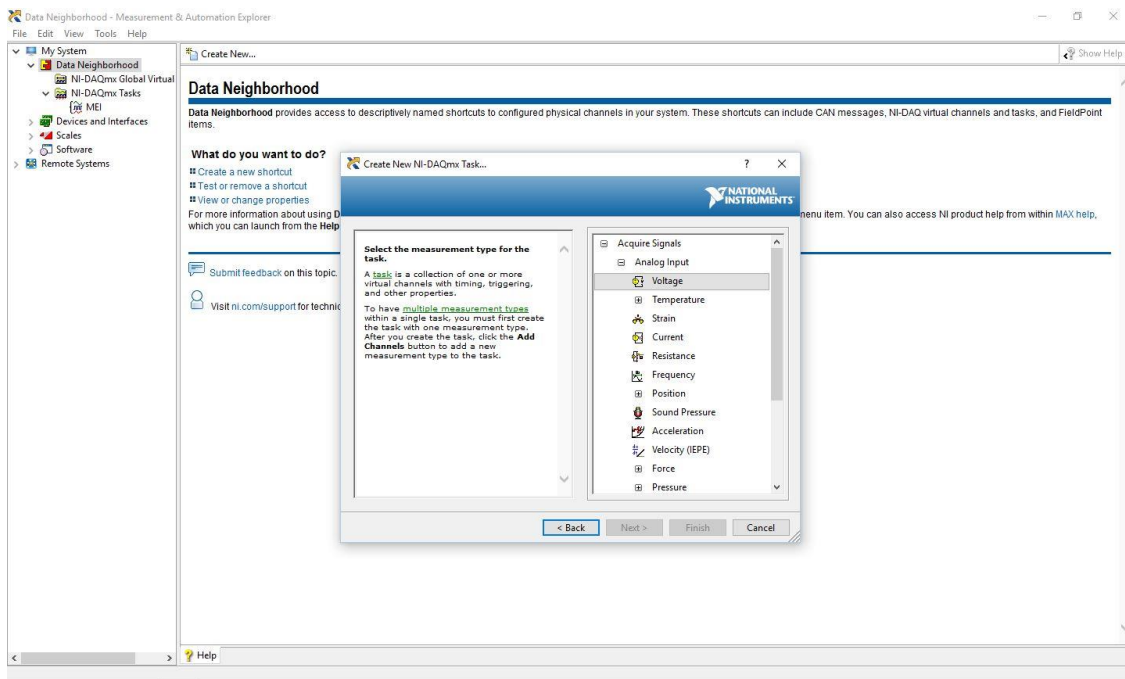 Data Neighborhood - Measurement & Automation Explorer
File Edit View Tools Help
My System
Data Neighborhood
NI-DAQmx Global Virtual
NI-DAQmx Tasks
MEI
Devices and Interfaces
Scales
Software
Remote Systems
Create New...
Show Help
Data Neighborhood
Data Neighborhood provides access to descriptively named shortcuts to configured physical channels in your system. These shortcuts can include CAN messages, NI-DAQ virtual channels and tasks, and FieldPoint
items.
What do you want to do?
Create a new shortcut
Test or remove a shortcut
View or change properties
For more information about using D
menu item. You can also access NI product help from within MAX help,
which you can launch from the Help
Submit feedback on this topic.
Visit ni.com/support for technic
Create New NI-DAQmx Task...
?
NATIONAL
INSTRUMENTS
Select the measurement type for the
task.
A task is a collection of one or more
virtual channels with timing, triggering,
and other properties.
To have multiple measurement types
within a single task, you must first create
the task with one measurement type.
After you create the task, click the Add
Channels button to add a new
measurement type to the task.
Acquire Signals
Analog Input
Voltage
Temperature
Strain
Current
Resistance
Frequency
Position
Sound Pressure
Acceleration
Velocity (IEPE)
Force
Pressure
< Back Next > Finish Cancel
Help